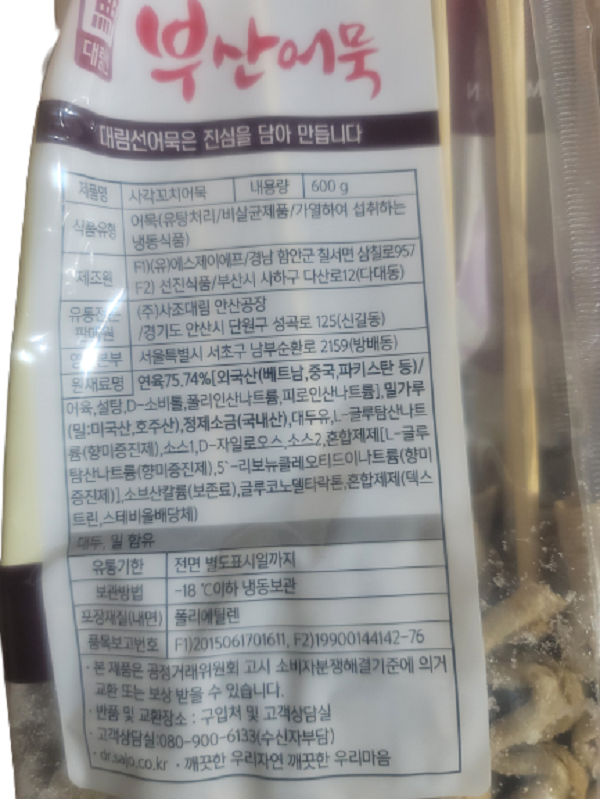 대림
부산어묵
대림선어묵은 진심을 담아 만듭니다
제품명 사각꼬치어묵 내용량 600 g
식품유형 어묵(유탕처리/비살균제품/가열하여 섭취하는
냉동식품)
제조원 F1)(유)에스제이에프/경남 함안군 칠서면 삼칠로957
F2) 선진식품/부산시 사하구 다산로12(다대동)
유통전문 (주)사조대림 안산공장
판매원 /경기도 안산시 단원구 성곡로 125(신길동)
영업본부 서울특별시 서초구 남부순환로 2159(방배동)
원재료명 연육75.74%[외국산(베트남,중국,파키스탄 등)/
어육,설탕,D-소비톨,폴리인산나트륨,피로인산나트륨],밀가루
(밀:미국산,호주산),정제소금(국내산),대두유,L-글루탐산나트
륨(향미증진제),소스1,D-자일로오스,소스2,혼합제제[L-글루
탐산나트륨(향미증진제),5`-리보뉴클레오티드이나트륨(향미
증진제)],소브산칼륨(보존료),글루코노델타락톤,혼합제제(덱스
트린,스테비올배당체)
대두, 밀 함유
유통기한 전면 별도표시일까지
보관방법 -18 ℃이하 냉동보관
포장재질(내면) 폴리에틸렌
품목보고번호 F1)2015061701611, F2)19900144142-76
· 본 제품은 공정거래위원회 고시 소비자분쟁해결기준에 의거
교환 또는 보상 받을 수 있습니다.
· 반품 및 교환장소 : 구입처 및 고객상담실
· 고객상담실:080-900-6133(수신자부담)
· dr.sajo.co.kr · 깨끗한 우리자연 깨끗한 우리마음